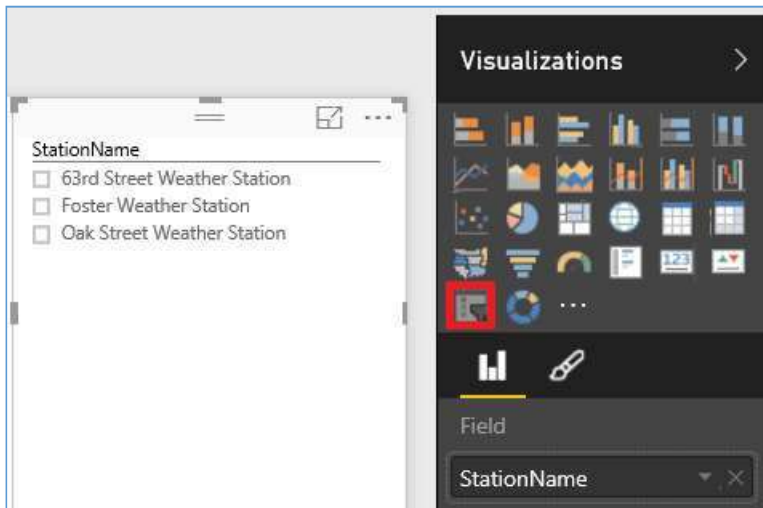 Visualizations
StationName
63rd Street Weather Station
Foster Weather Station
Oak Street Weather Station
123
Field
StationName